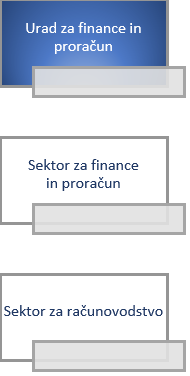 Urad za finance in
proračun
Sektor za finance
in proračun
Sektor za računovodstvo